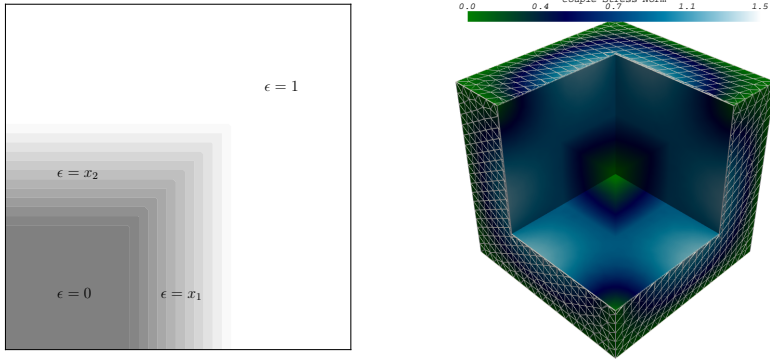 ϵ = 1
ϵ = x₂
ϵ = 0
ϵ = x₁
Couple Stress Norm
0.0 0.4 0.7 1.1 1.5